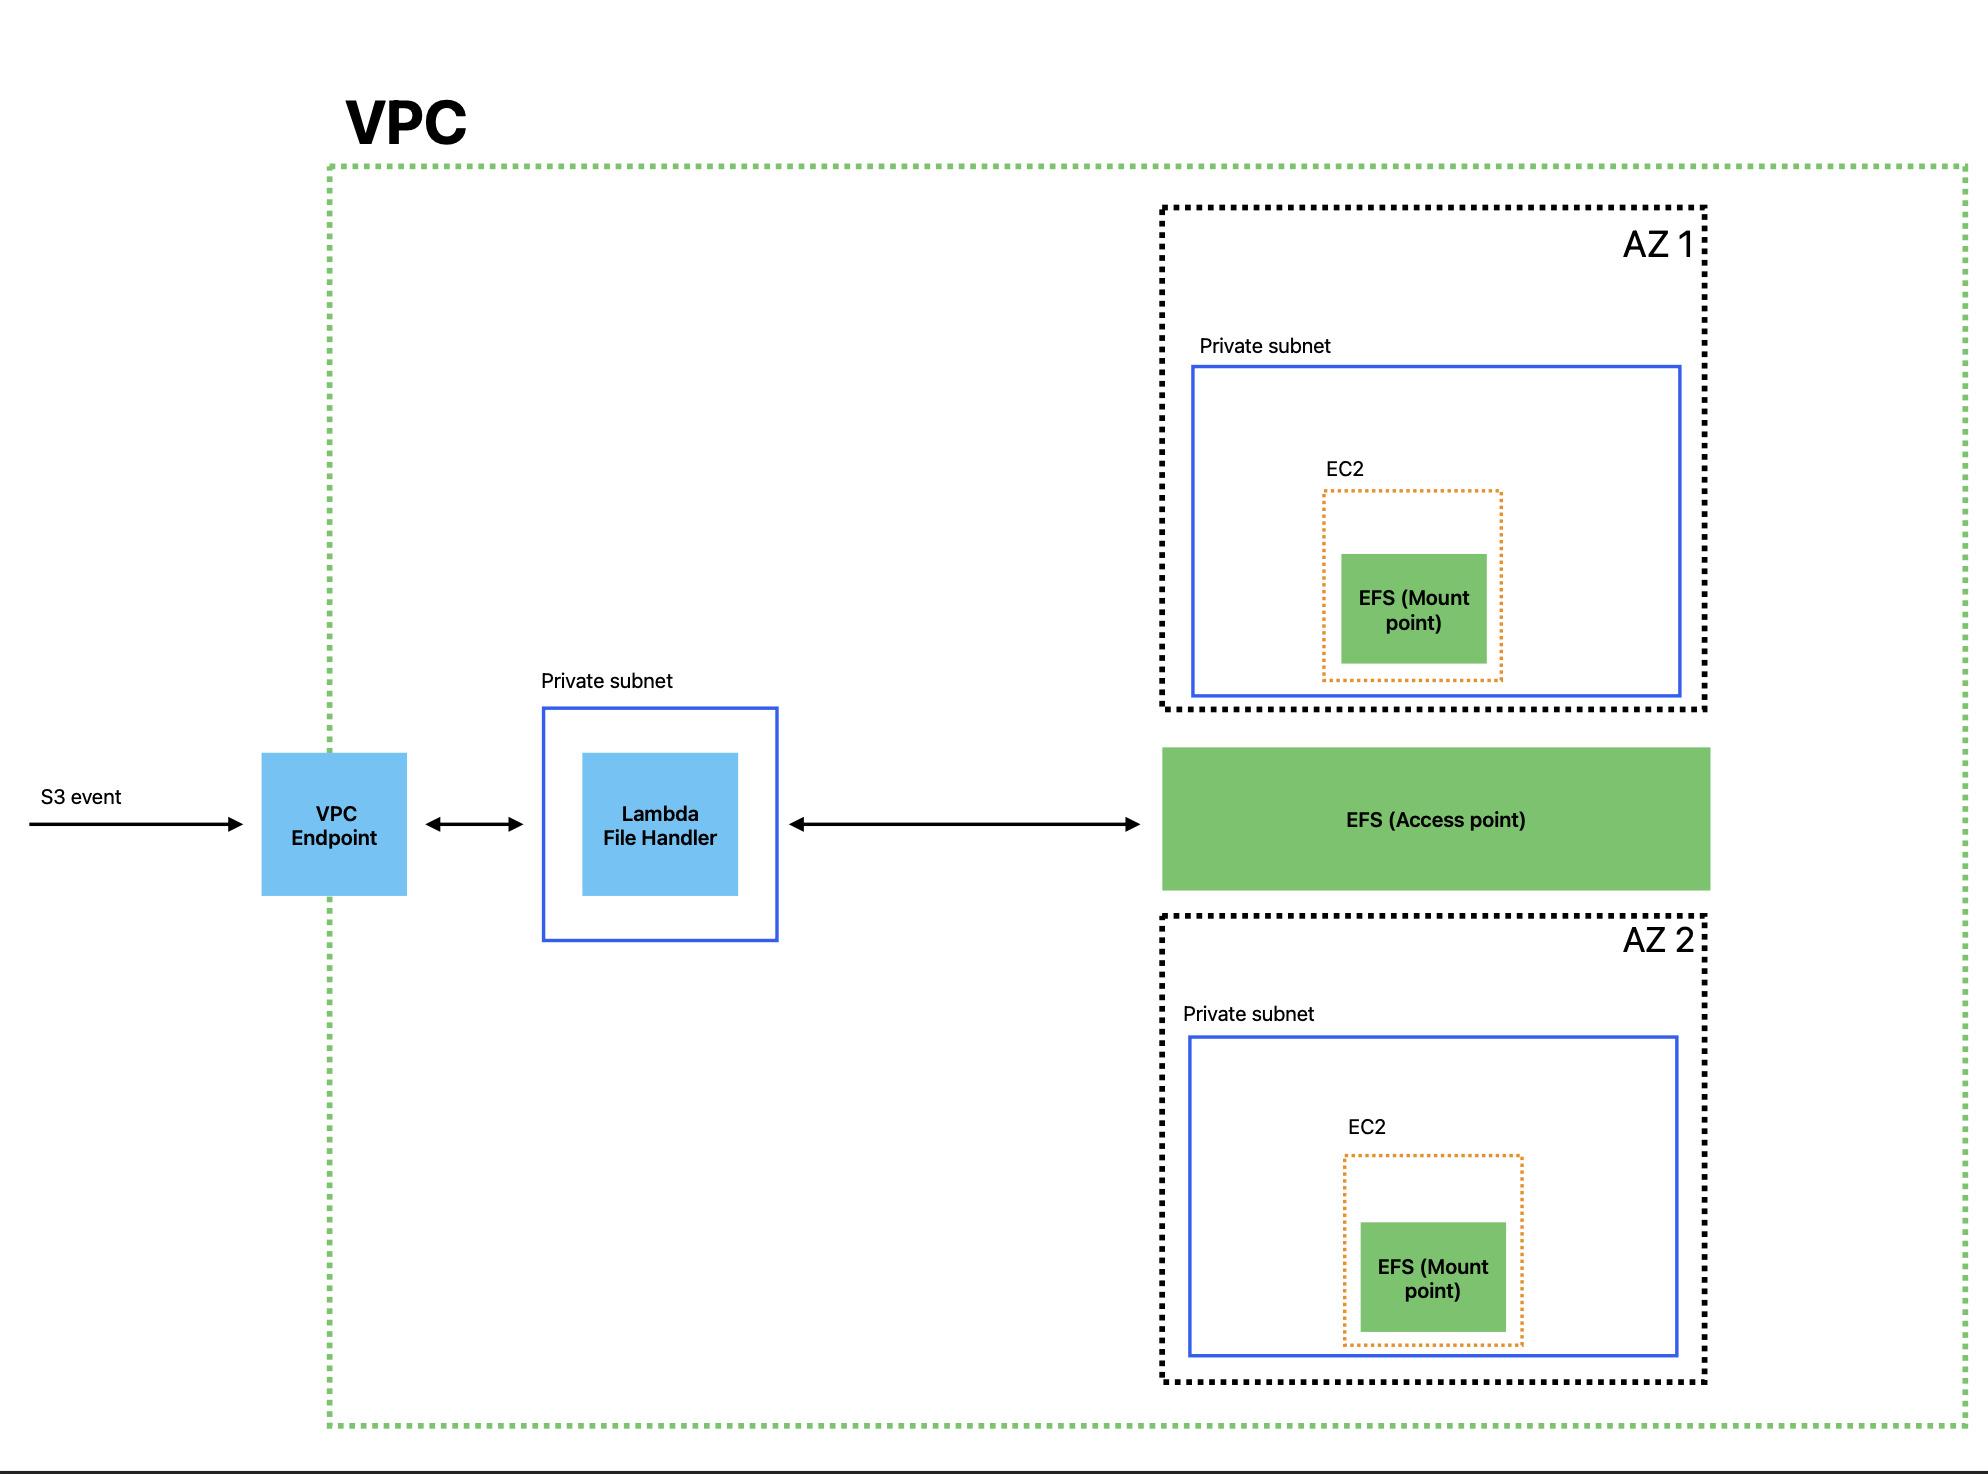 VPC
AZ 1
Private subnet
EC2
EFS (Mount
point)
Private subnet
S3 event
VPC
Endpoint
Lambda
File Handler
EFS (Access point)
AZ 2
Private subnet
EC2
EFS (Mount
point)